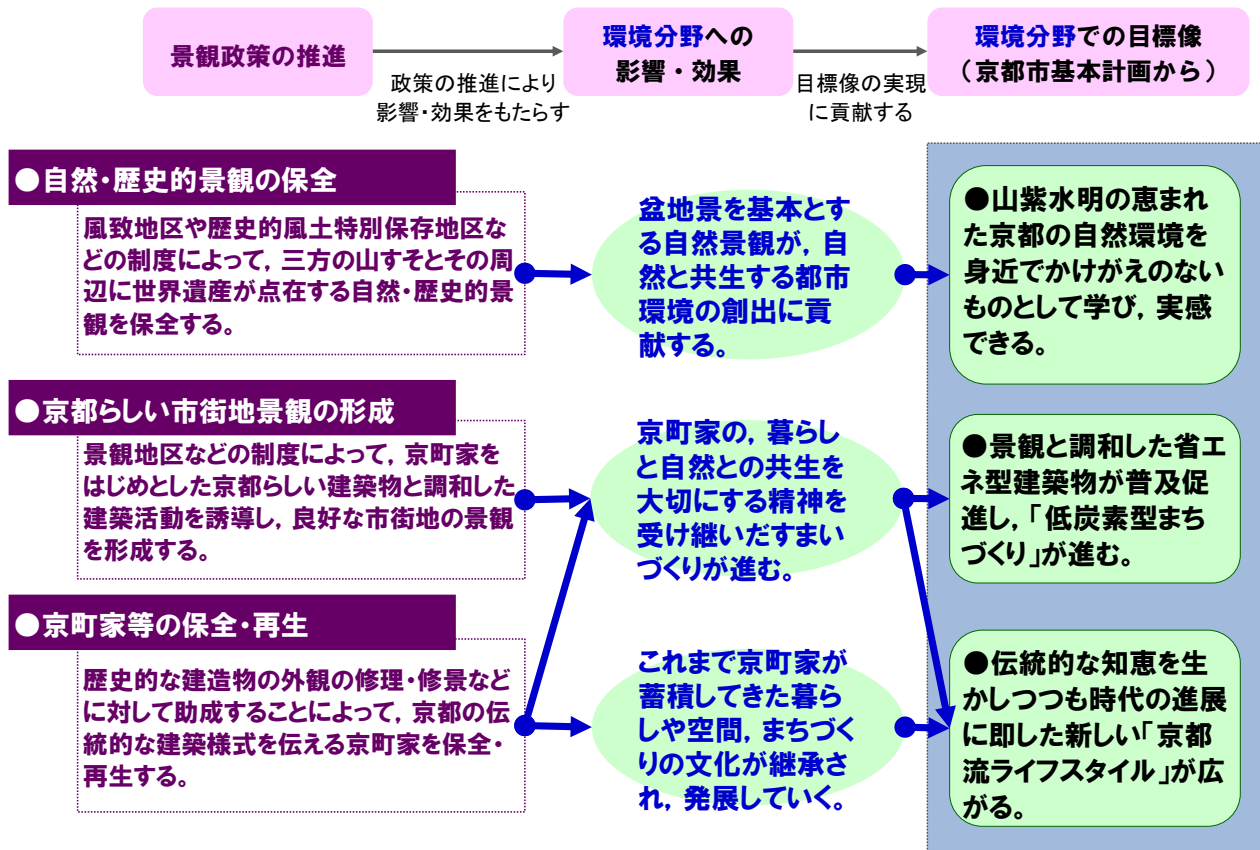 景観政策の推進
政策の推進により
影響・効果をもたらす
環境分野への
影響・効果
目標像の実現
に貢献する
環境分野での目標像
（京都市基本計画から）
●自然・歴史的景観の保全
風致地区や歴史的風土特別保存地区な
どの制度によって，三方の山すそとその周
辺に世界遺産が点在する自然・歴史的景
観を保全する。
盆地景を基本とす
る自然景観が，自
然と共生する都市
環境の創出に貢
献する。
●山紫水明の恵まれ
た京都の自然環境を
身近でかけがえのない
ものとして学び，実感
できる。
●京都らしい市街地景観の形成
景観地区などの制度によって，京町家を
はじめとした京都らしい建築物と調和した
建築活動を誘導し，良好な市街地の景観
を形成する。
京町家の，暮らし
と自然との共生を
大切にする精神を
受け継いだすまい
づくりが進む。
●景観と調和した省エ
ネ型建築物が普及促
進し，「低炭素型まち
づくり」が進む。
●京町家等の保全・再生
歴史的な建造物の外観の修理・修景など
に対して助成することによって，京都の伝
統的な建築様式を伝える京町家を保全・
再生する。
これまで京町家が
蓄積してきた暮ら
しや空間，まちづく
りの文化が継承さ
れ，発展していく。
●伝統的な知恵を生
かしつつも時代の進展
に即した新しい「京都
流ライフスタイル」が広
がる。